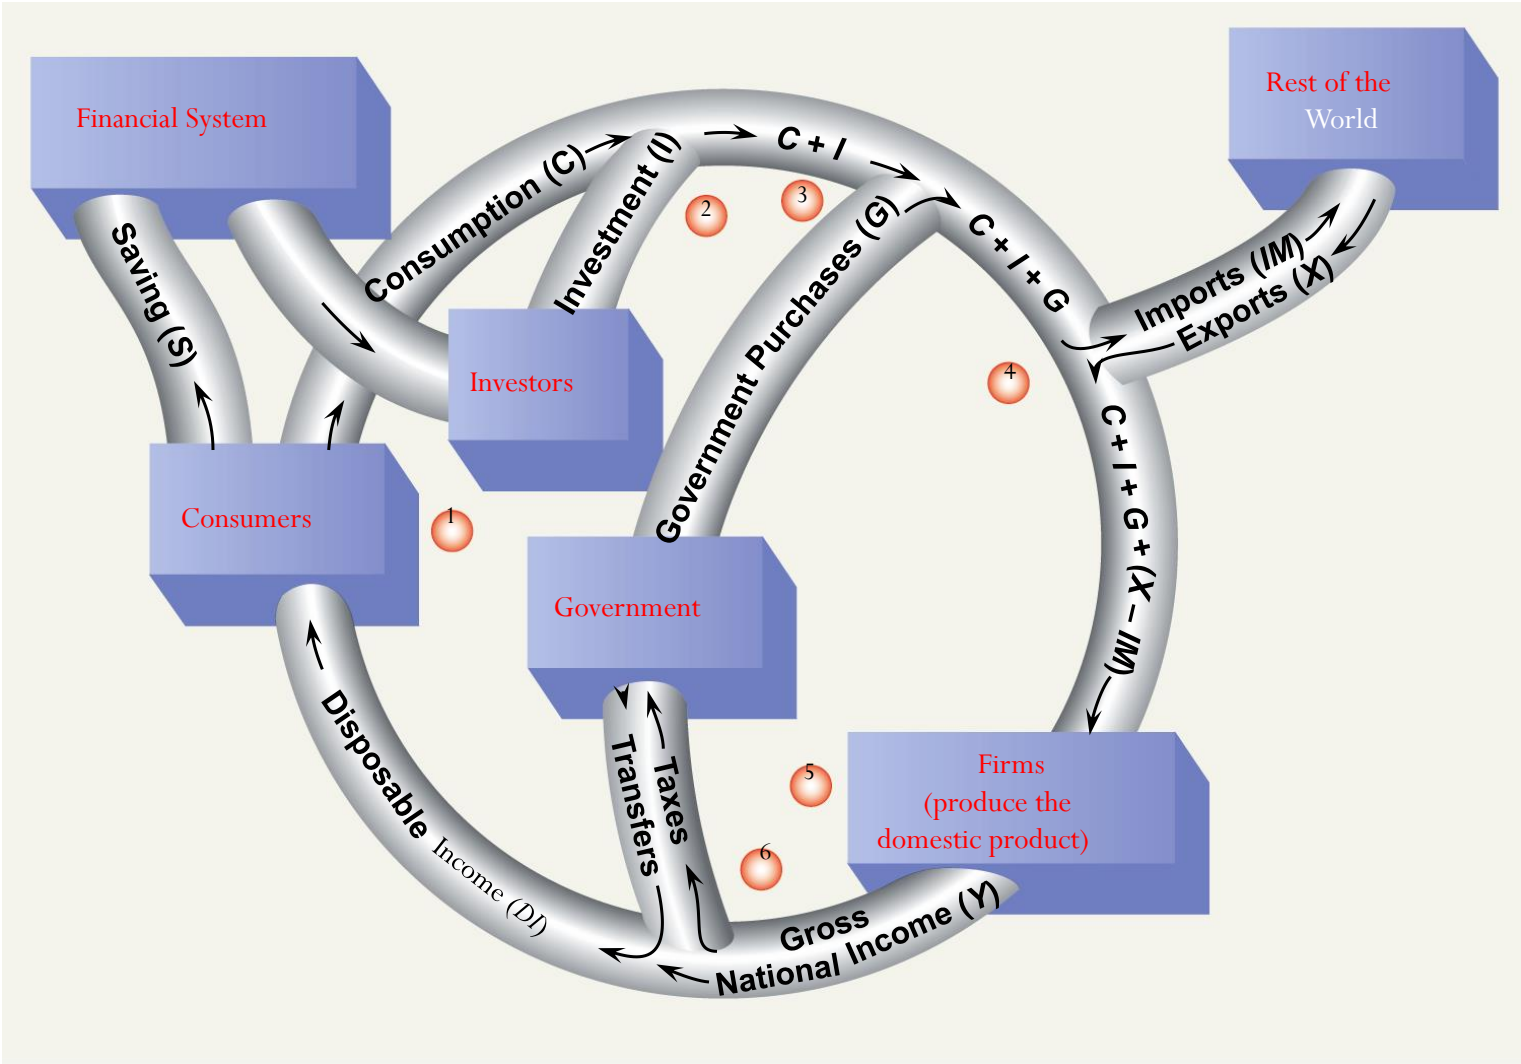 Financial System
Rest of the
World
Saving (S)
Consumption (C)
Investment (I)
C + I
2
3
Government Purchases (G)
C + I + G
Imports (IM)
Exports (X)
4
Investors
C + I + G + (X – IM)
Consumers
1
Government
Disposable Income (DI)
Transfers
Taxes
5
6
Firms
(produce the
domestic product)
Gross
National Income (Y)